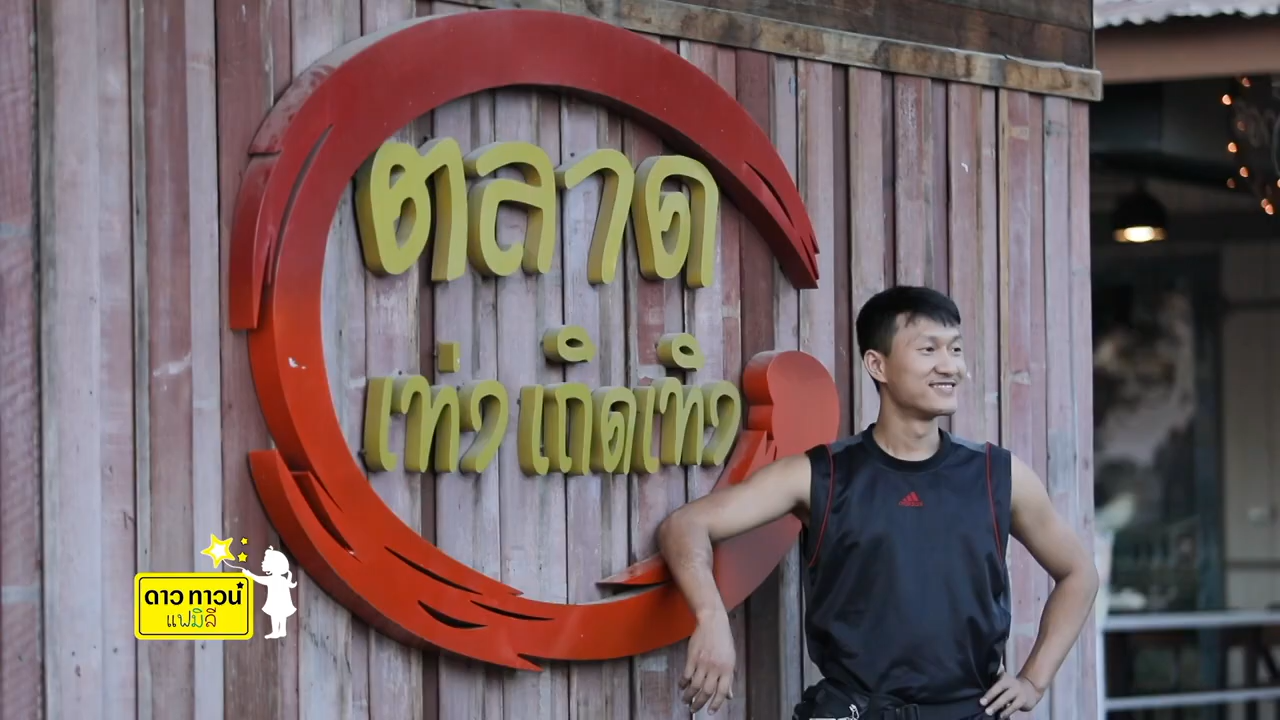 ตลาด
เท่ง เถิดเทิง
ดาว ทาวน์
แฟมิลี
adidas